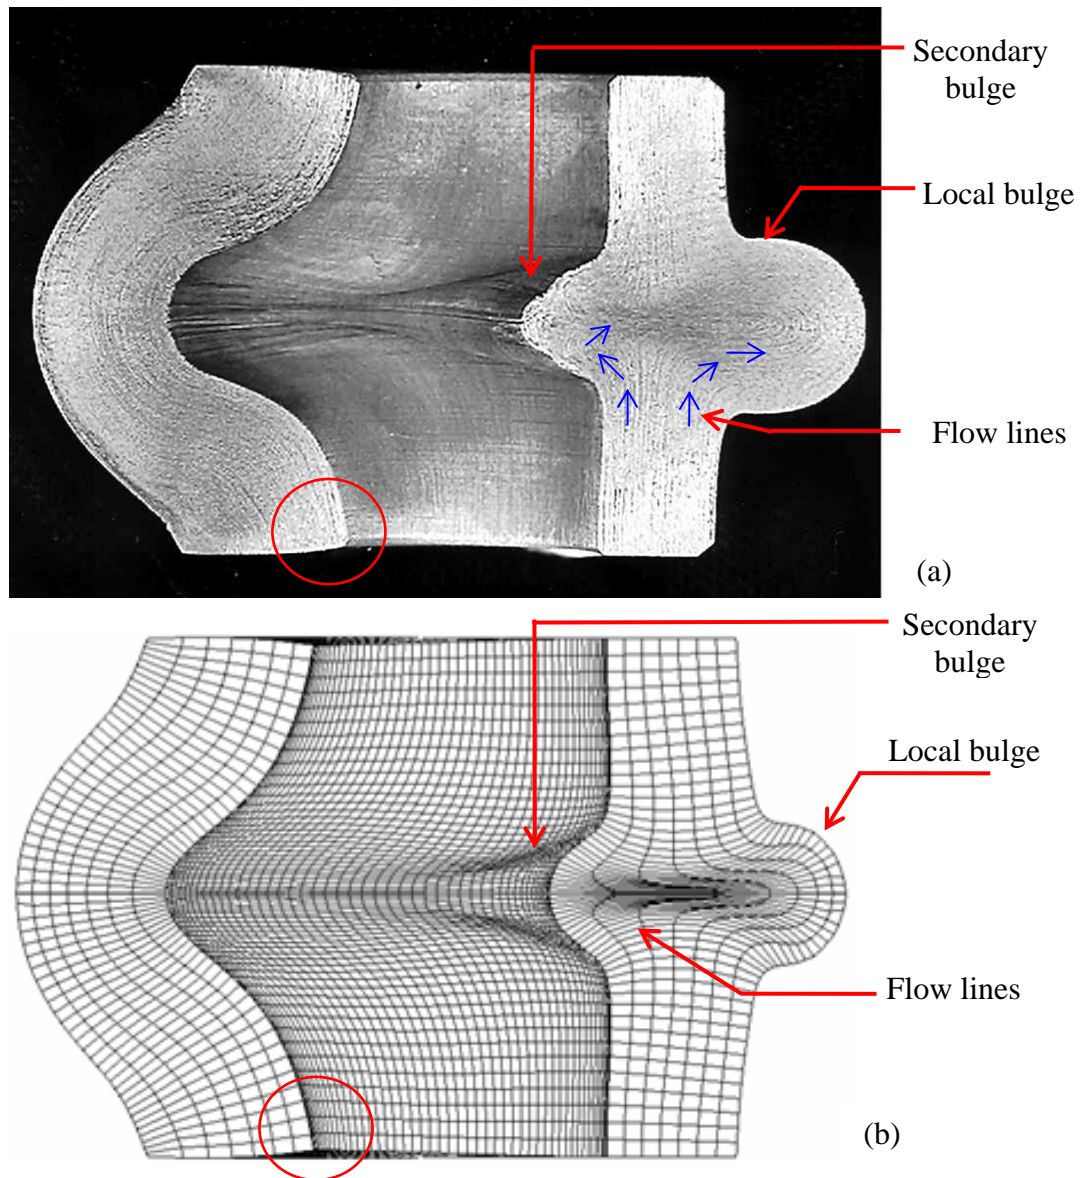 Secondary
bulge
Local bulge
Flow lines
(a)
Secondary
bulge
Local bulge
Flow lines
(b)